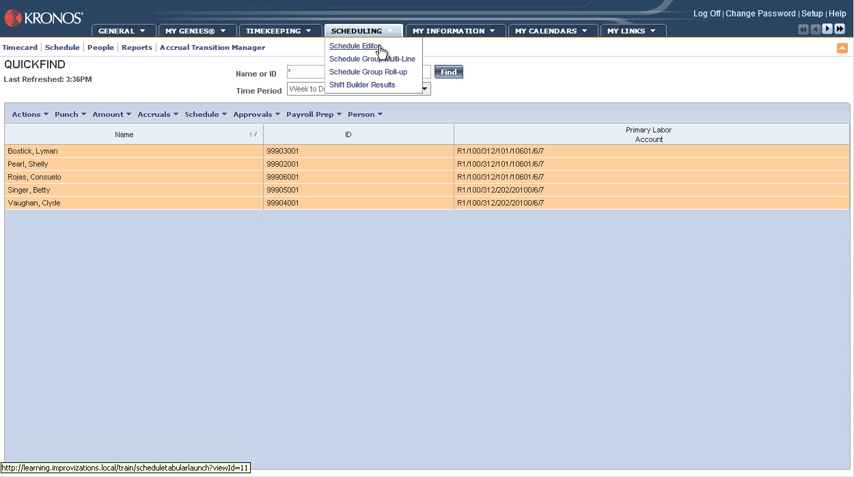 KRONOS®
Log Off | Change Password | Setup | Help
GENERAL MY GENIES® TIMEKEEPING SCHEDULING MY INFORMATION MY CALENDARS MY LINKS
Timecard | Schedule | People | Reports | Accrual Transition Manager
Schedule Editor
Schedule Group Multi-Line
Schedule Group Roll-up
Shift Builder Results
QUICKFIND
Last Refreshed: 3:36PM
Name or ID * Find
Time Period Week to D
Actions Punch Amount Accruals Schedule Approvals Payroll Prep Person
Name 1 ID Primary Labor
Account
Bostick, Lyman 99903001 R1/100/312/101/10601/6/7
Pearl, Shelly 99902001 R1/100/312/101/10601/6/7
Rojas, Consuelo 99906001 R1/100/312/101/10601/6/7
Singer, Betty 99905001 R1/100/312/202/20100/6/7
Vaughan, Clyde 99904001 R1/100/312/202/20100/6/7
http://learning.improvizations.local/train/scheduletabularlaunch?viewId=11